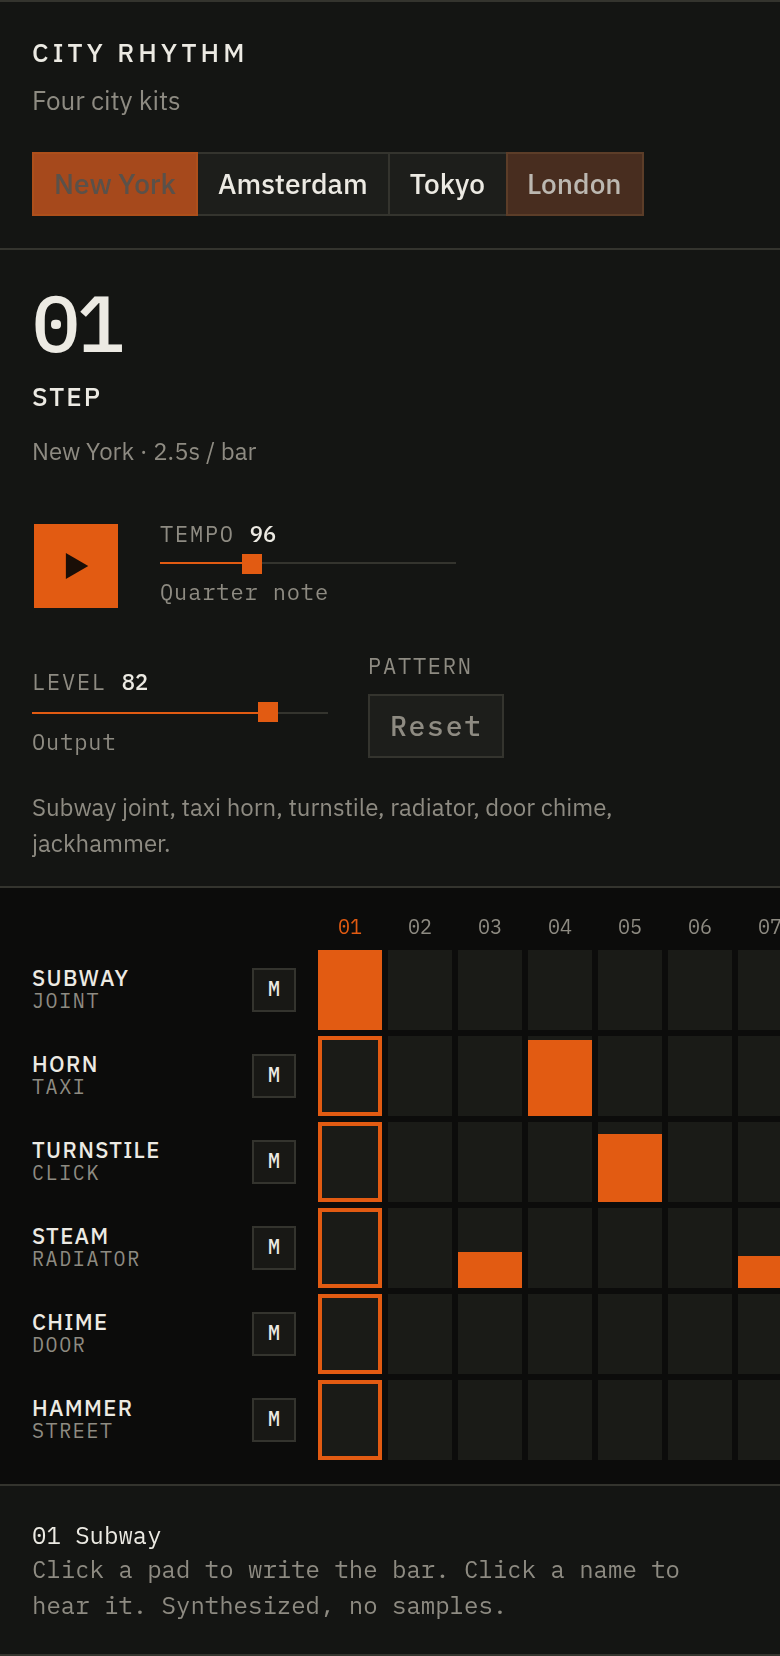 CITY RHYTHM
Four city kits
New York Amsterdam Tokyo London
01
STEP
New York · 2.5s / bar
TEMPO 96
Quarter note
LEVEL 82
Output
PATTERN
Reset
Subway joint, taxi horn, turnstile, radiator, door chime,
jackhammer.
01 02 03 04 05 06 07
SUBWAY
JOINT
M
HORN
TAXI
M
TURNSTILE
CLICK
M
STEAM
RADIATOR
M
CHIME
DOOR
M
HAMMER
STREET
M
01 Subway
Click a pad to write the bar. Click a name to
hear it. Synthesized, no samples.